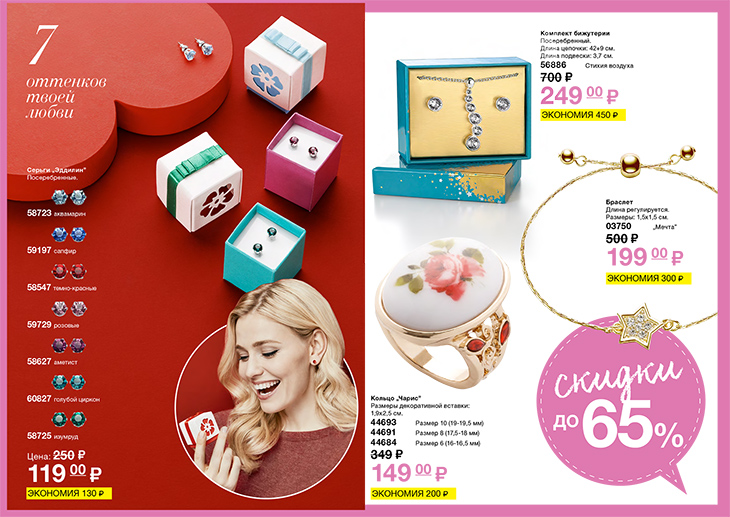 7
оттенков
твоей
любви
Серьги „Эддилин"
Посеребренные.
58723 аквамарин
59197 сапфир
58547 темно-красные
59729 розовые
58627 аметист
60827 голубой циркон
58725 изумруд
Цена: 250 ₽
119 00 ₽
ЭКОНОМИЯ 130 ₽
Комплект бижутерии
Посеребренный.
Длина цепочки: 42+9 см.
Длина подвески: 3,7 см.
56886 Стихия воздуха
700 ₽
249 00 ₽
ЭКОНОМИЯ 450 ₽
Браслет
Длина регулируется.
Размеры: 1,5x1,5 см.
03750 „Мечта"
500 ₽
199 00 ₽
ЭКОНОМИЯ 300 ₽
Кольцо „Чарис"
Размеры декоративной вставки:
1,9x2,5 см.
44693 Размер 10 (19-19,5 мм)
44691 Размер 8 (17,5-18 мм)
44684 Размер 6 (16-16,5 мм)
349 ₽
149 00 ₽
ЭКОНОМИЯ 200 ₽
скидки
до 65%